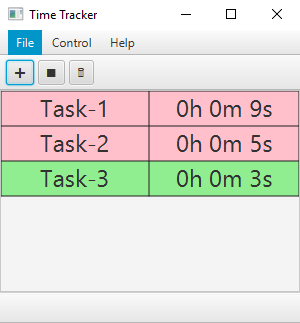 Time Tracker
File Control Help
Task-1 0h 0m 9s
Task-2 0h 0m 5s
Task-3 0h 0m 3s